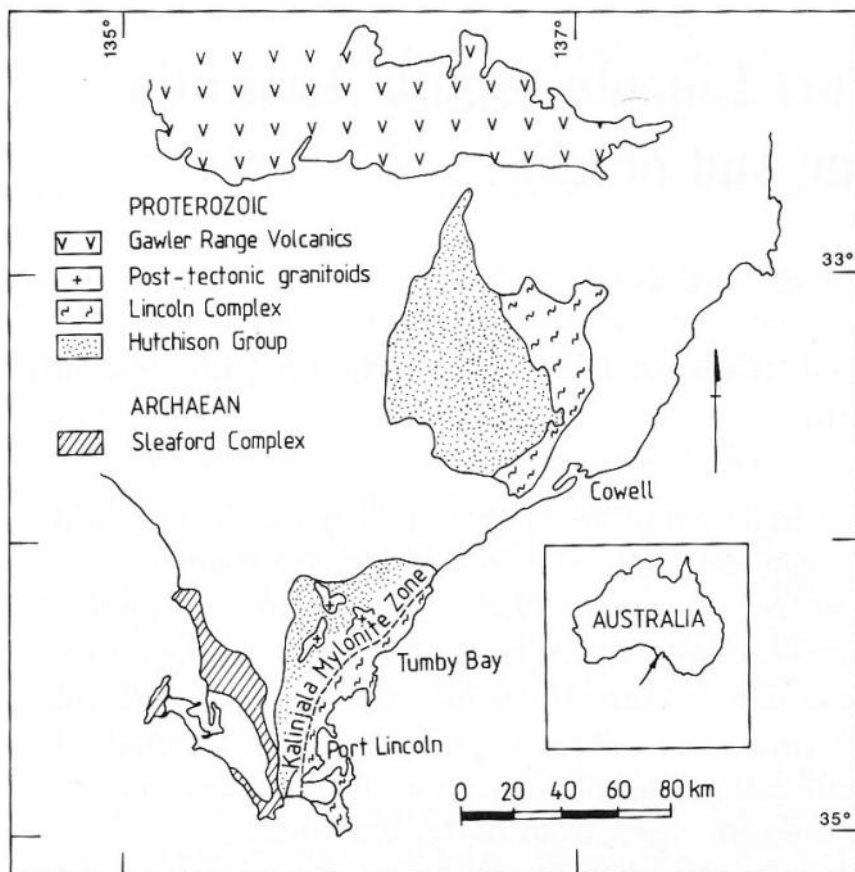 135°
137°
PROTEROZOIC
Gawler Range Volcanics
Post-tectonic granitoids
Lincoln Complex
Hutchison Group
ARCHAEAN
Sleaford Complex
33°
Cowell
AUSTRALIA
Kalinjala Mylonite Zone
Tumby Bay
Port Lincoln
0 20 40 60 80 km
35°